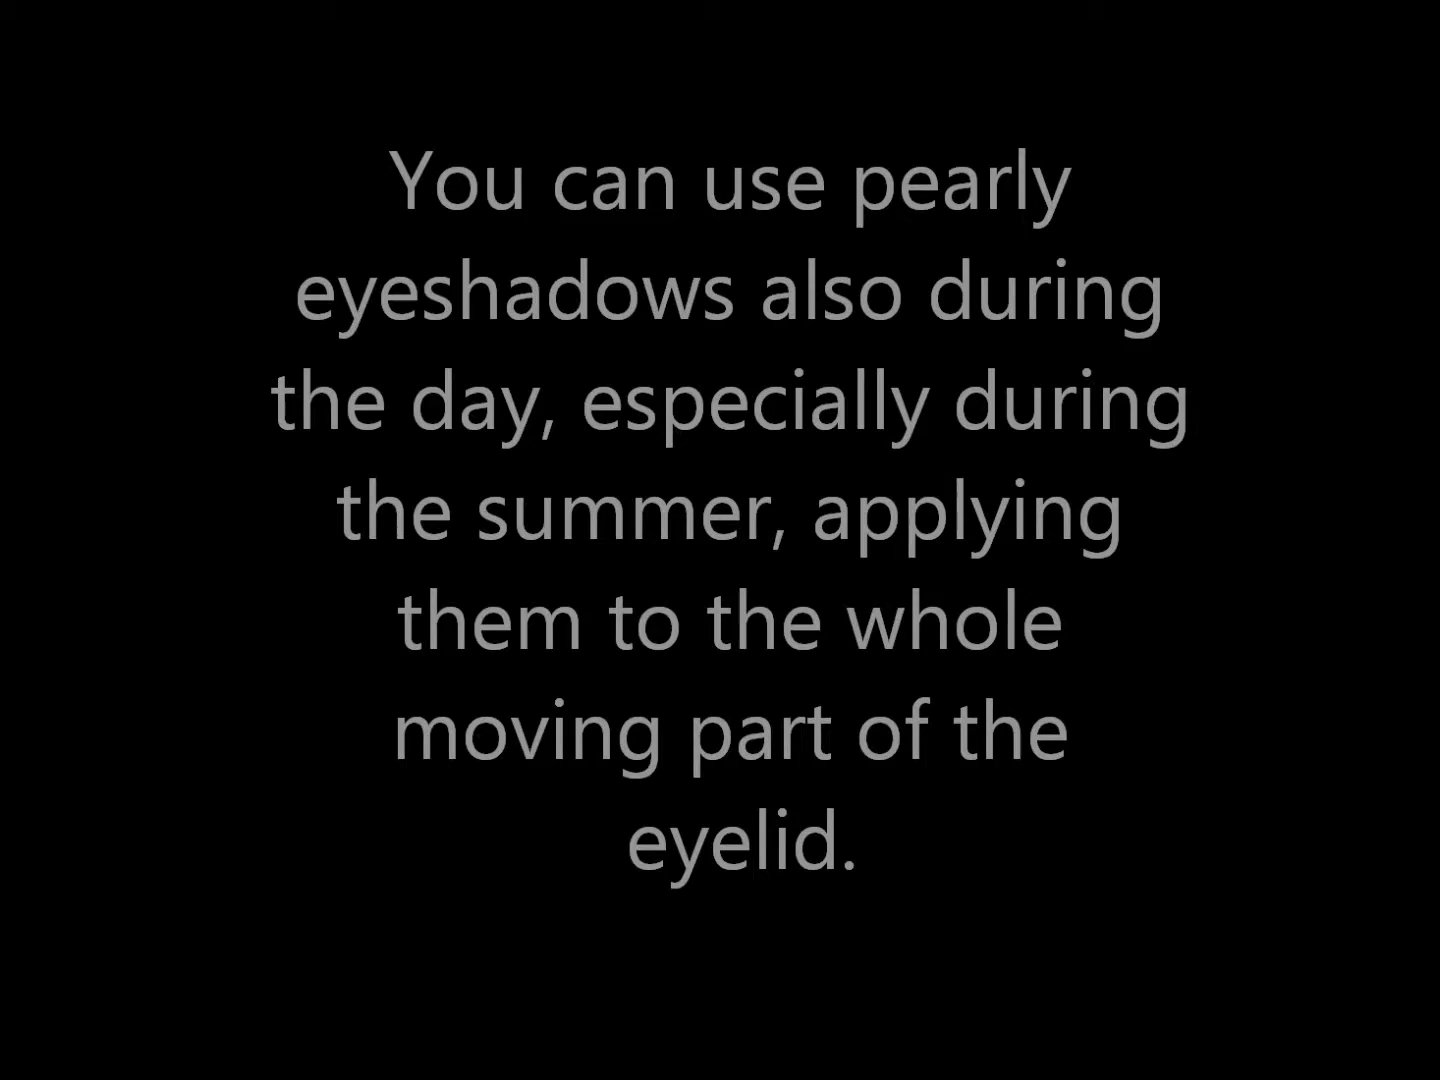 You can use pearly
eyeshadows also during
the day, especially during
the summer, applying
them to the whole
moving part of the
eyelid.